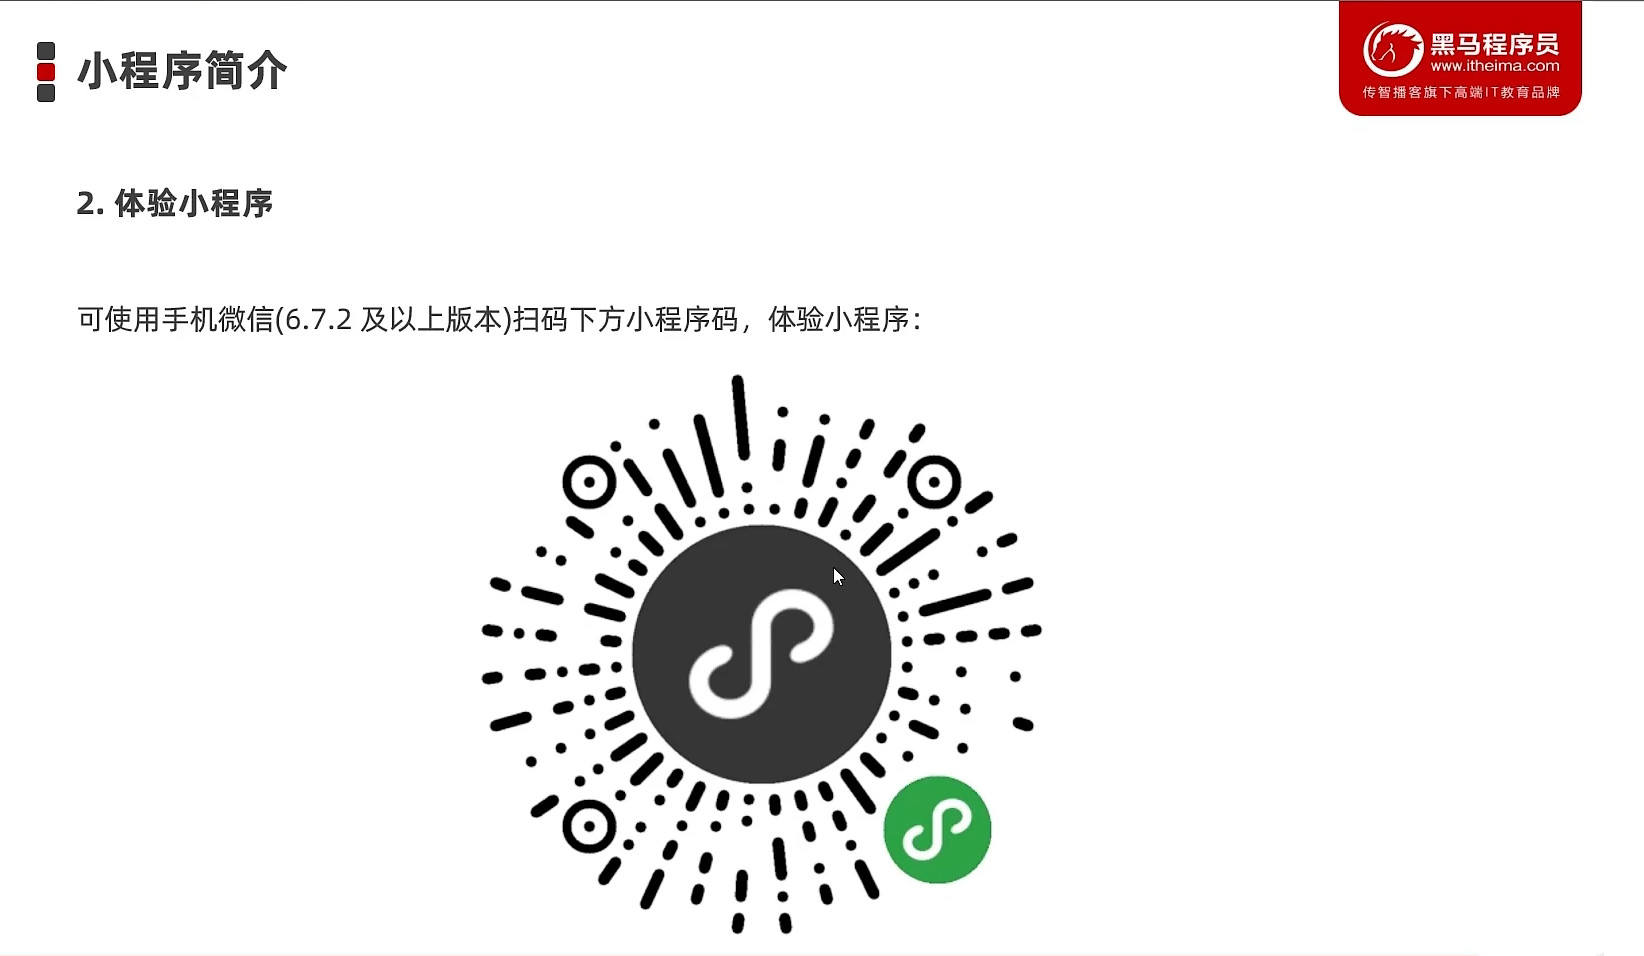 小程序简介
黑马程序员
www.itheima.com
传智播客旗下高端IT教育品牌
2. 体验小程序
可使用手机微信(6.7.2 及以上版本)扫码下方小程序码，体验小程序：